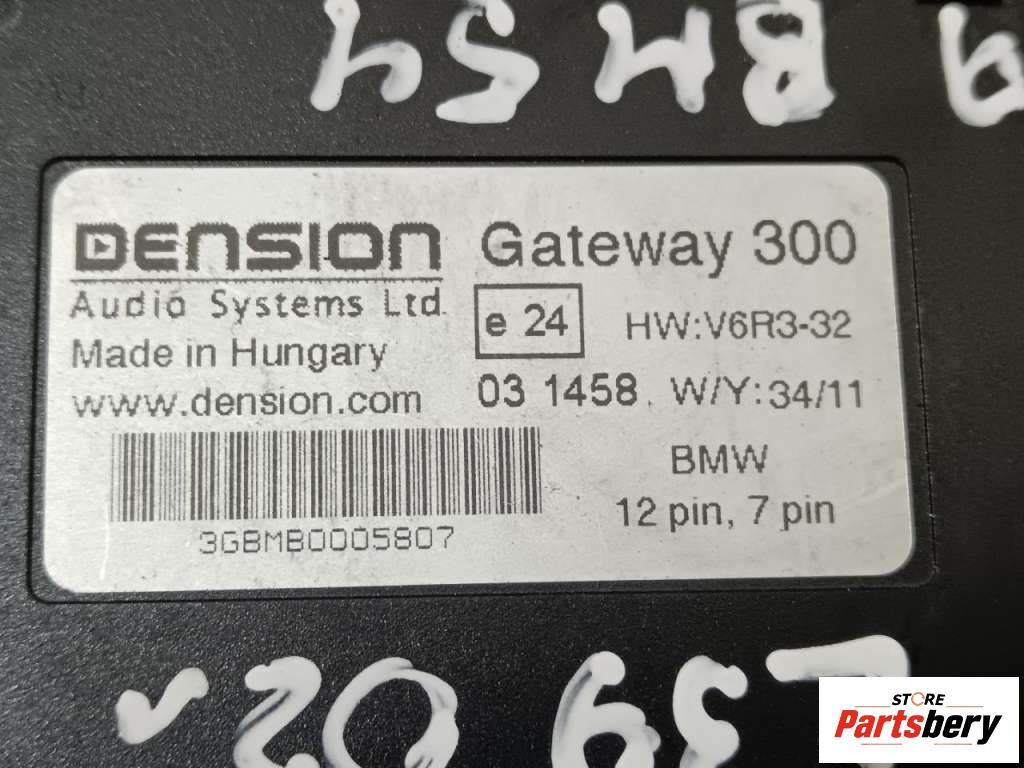 A BM54
DENSION
Audio Systems Ltd.
Made in Hungary
www.dension.com
3GBMB0005807
Gateway 300
e 24
HW:V6R3-32
03 1458
W/Y:34/11
BMW
12 pin, 7 pin
STORE
Partsbery